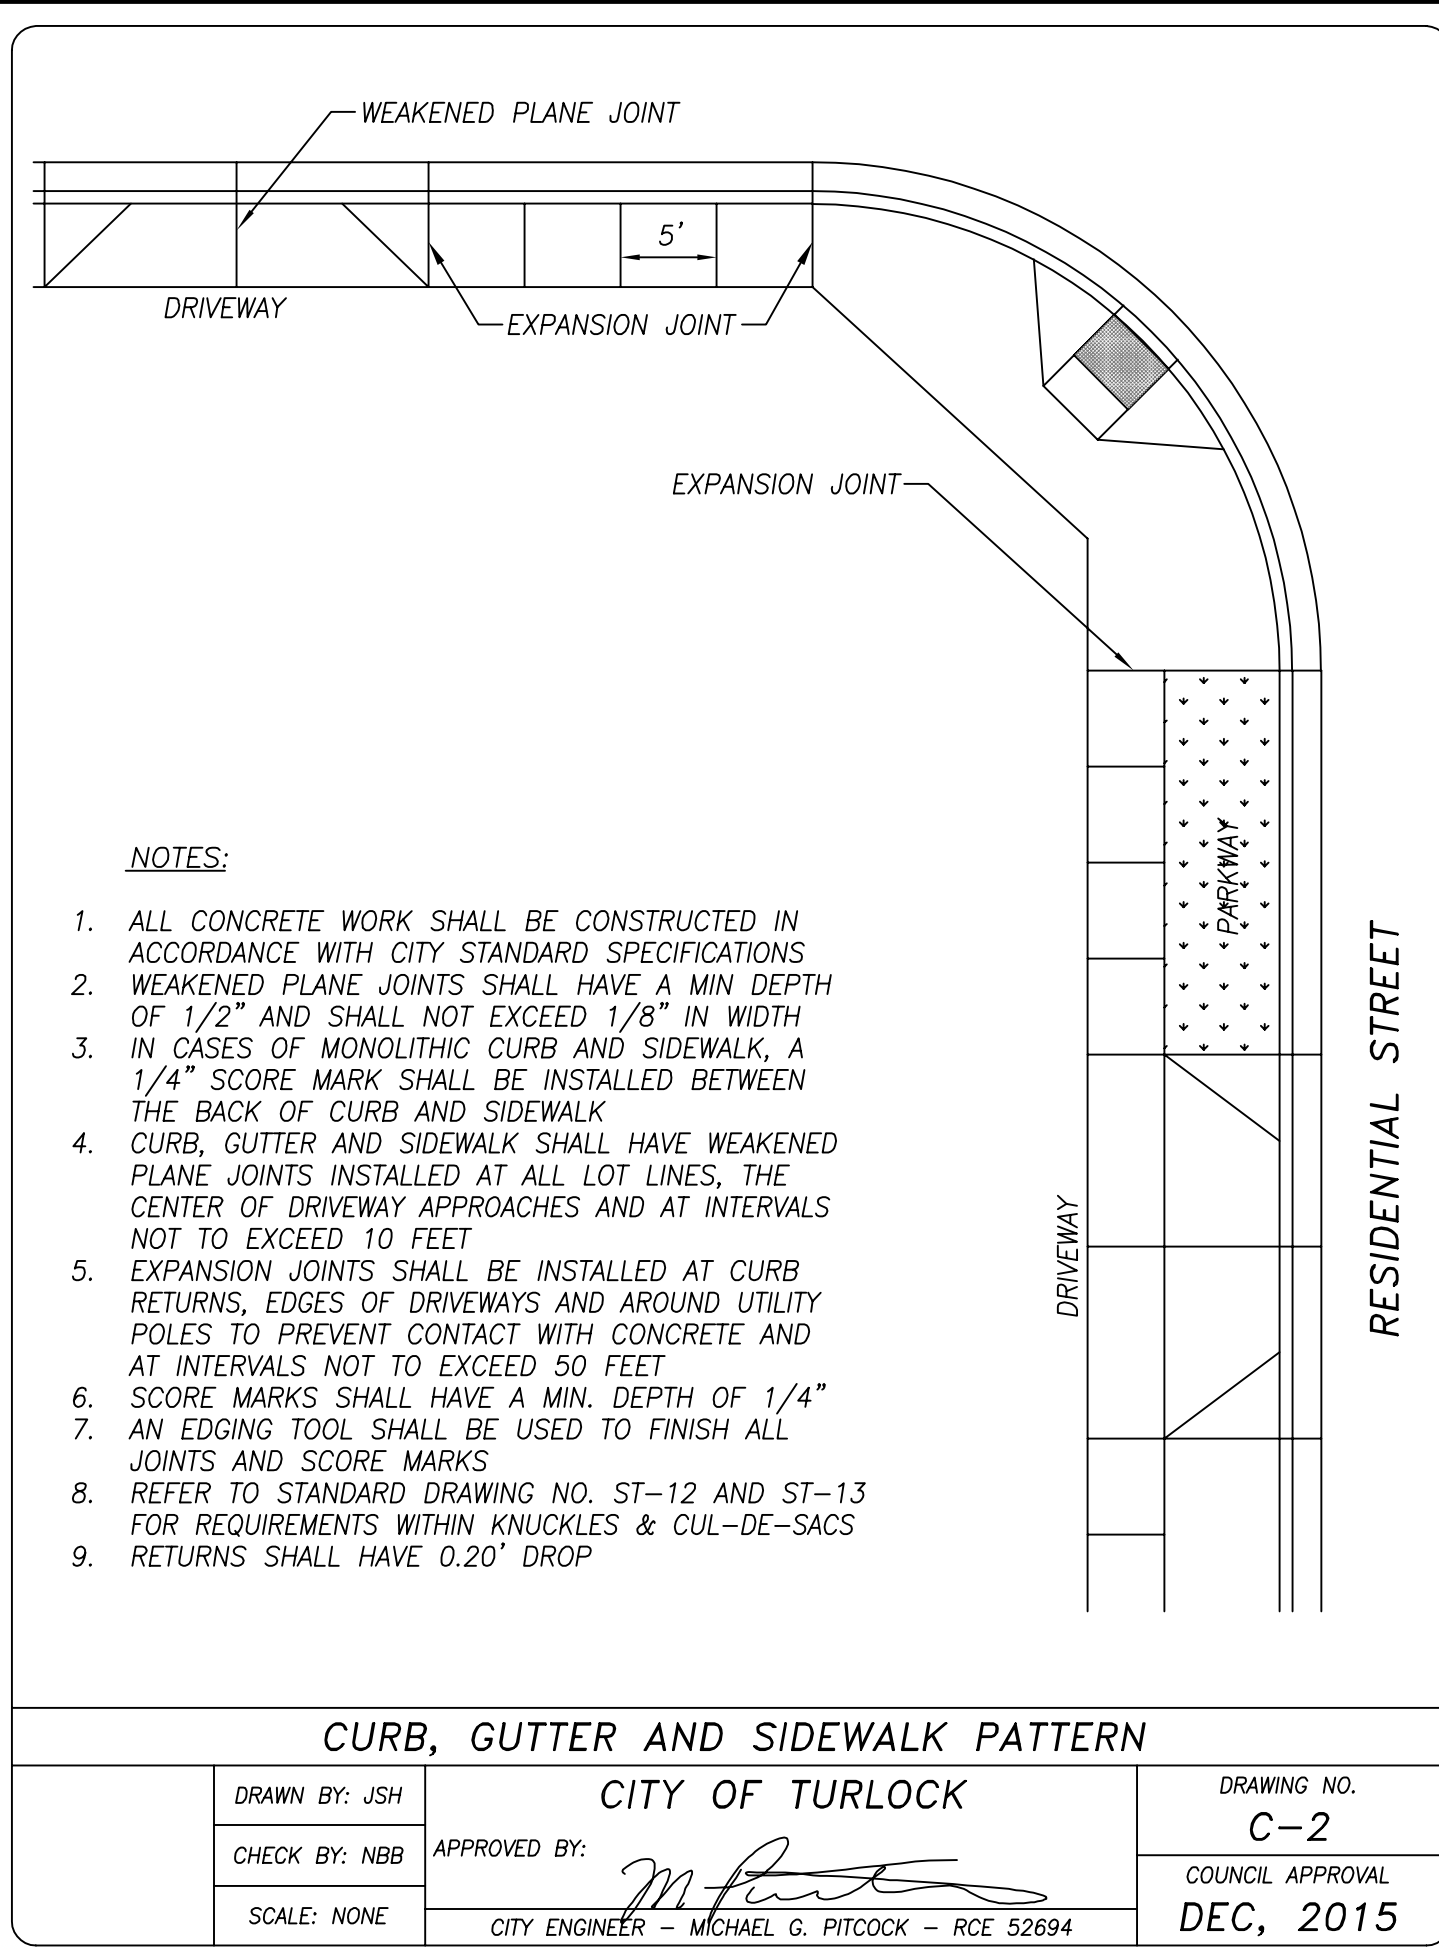 WEAKENED PLANE JOINT
5'
DRIVEWAY
EXPANSION JOINT
EXPANSION JOINT
PARKWAY
DRIVEWAY
RESIDENTIAL STREET
NOTES:
1. ALL CONCRETE WORK SHALL BE CONSTRUCTED IN
ACCORDANCE WITH CITY STANDARD SPECIFICATIONS
2. WEAKENED PLANE JOINTS SHALL HAVE A MIN DEPTH
OF 1/2" AND SHALL NOT EXCEED 1/8" IN WIDTH
3. IN CASES OF MONOLITHIC CURB AND SIDEWALK, A
1/4" SCORE MARK SHALL BE INSTALLED BETWEEN
THE BACK OF CURB AND SIDEWALK
4. CURB, GUTTER AND SIDEWALK SHALL HAVE WEAKENED
PLANE JOINTS INSTALLED AT ALL LOT LINES, THE
CENTER OF DRIVEWAY APPROACHES AND AT INTERVALS
NOT TO EXCEED 10 FEET
5. EXPANSION JOINTS SHALL BE INSTALLED AT CURB
RETURNS, EDGES OF DRIVEWAYS AND AROUND UTILITY
POLES TO PREVENT CONTACT WITH CONCRETE AND
AT INTERVALS NOT TO EXCEED 50 FEET
6. SCORE MARKS SHALL HAVE A MIN. DEPTH OF 1/4"
7. AN EDGING TOOL SHALL BE USED TO FINISH ALL
JOINTS AND SCORE MARKS
8. REFER TO STANDARD DRAWING NO. ST-12 AND ST-13
FOR REQUIREMENTS WITHIN KNUCKLES & CUL-DE-SACS
9. RETURNS SHALL HAVE 0.20' DROP
CURB, GUTTER AND SIDEWALK PATTERN
DRAWN BY: JSH
CHECK BY: NBB
SCALE: NONE
CITY OF TURLOCK
APPROVED BY:
CITY ENGINEER - MICHAEL G. PITCOCK - RCE 52694
DRAWING NO.
C-2
COUNCIL APPROVAL
DEC, 2015